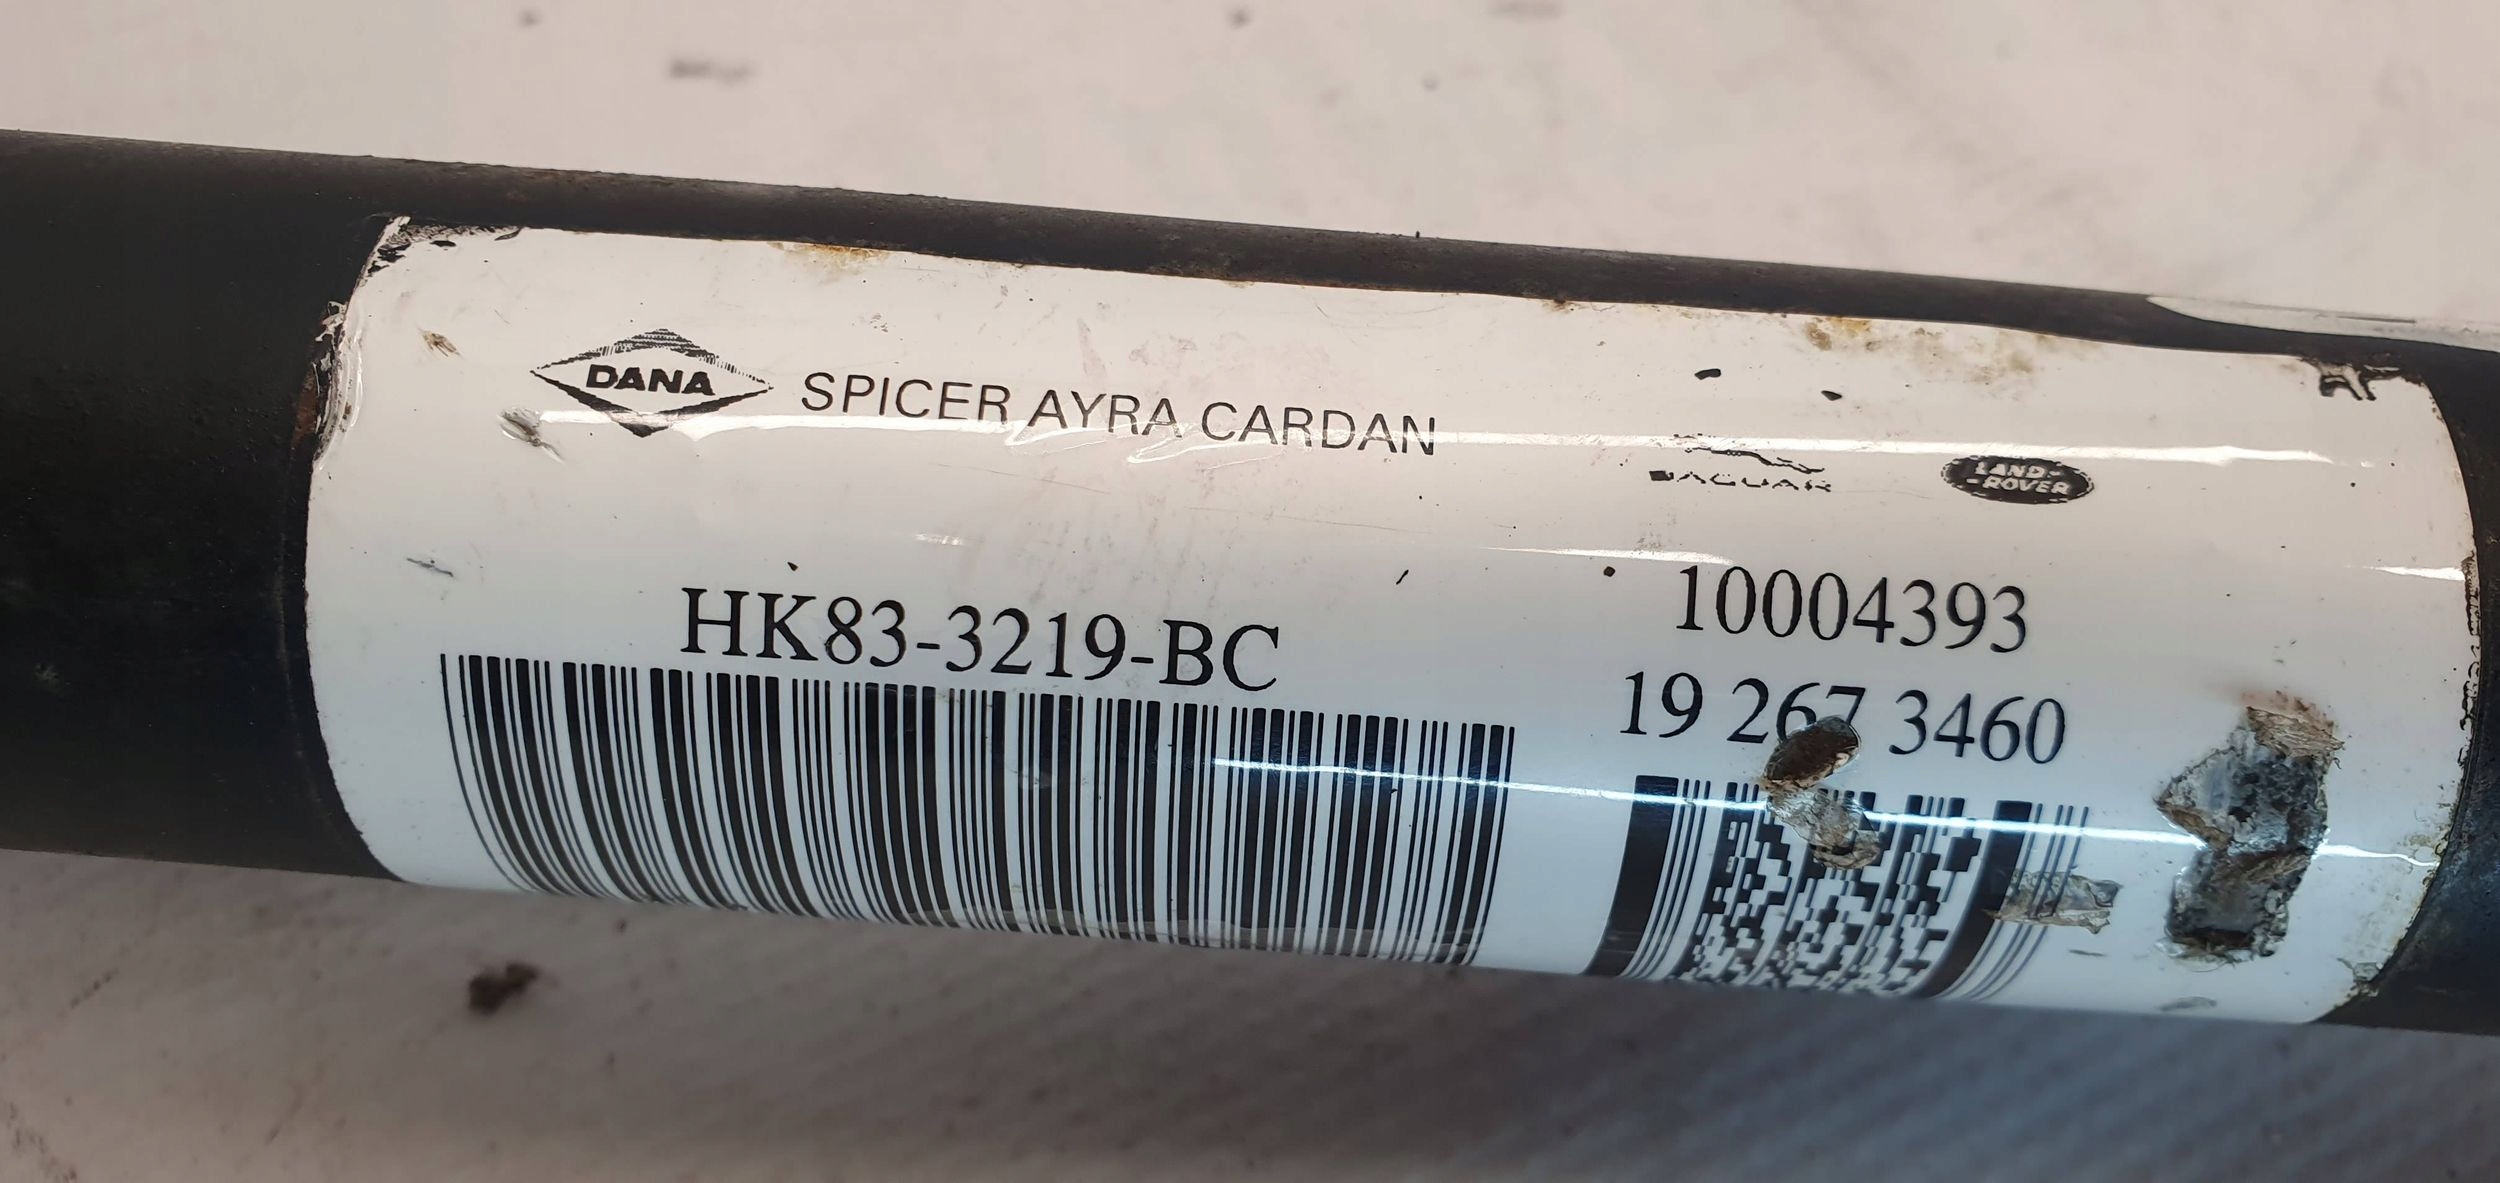 DANA SPICER AYRA CARDAN
JAGUAR LAND-
-ROVER
HK83-3219-BC
10004393
19 267 3460